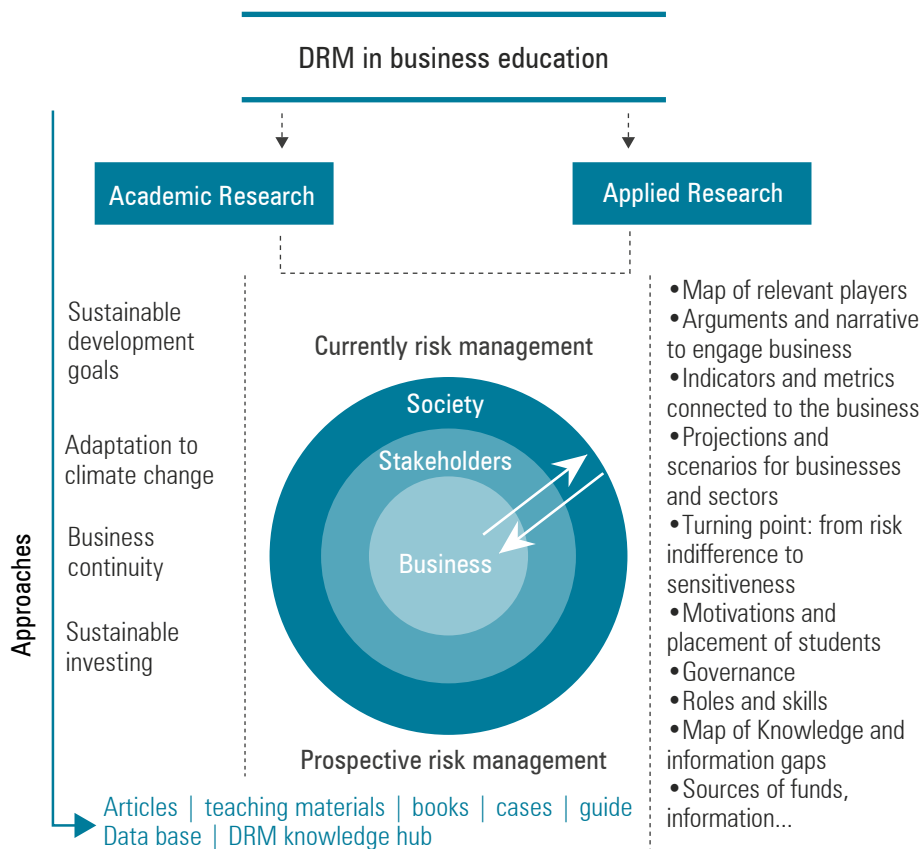 DRM in business education
Academic Research
Applied Research
Approaches
Sustainable
development
goals
Adaptation to
climate change
Business
continuity
Sustainable
investing
Currently risk management
Society
Stakeholders
Business
Prospective risk management
•Map of relevant players
•Arguments and narrative
to engage business
•Indicators and metrics
connected to the business
•Projections and
scenarios for businesses
and sectors
•Turning point: from risk
indifference to
sensitiveness
•Motivations and
placement of students
•Governance
•Roles and skills
•Map of Knowledge and
information gaps
•Sources of funds,
information...
Articles | teaching materials | books | cases | guide
Data base | DRM knowledge hub